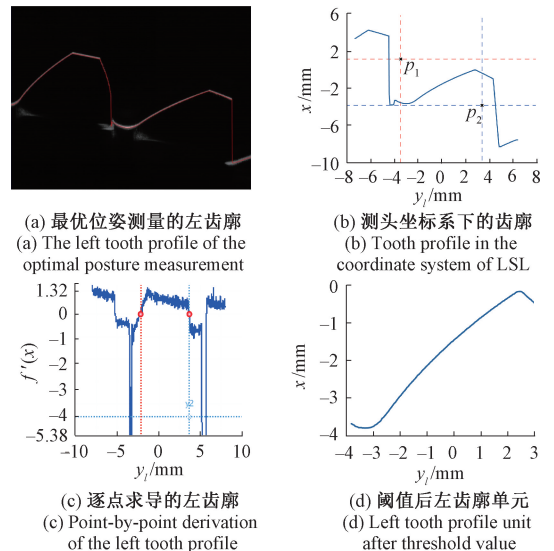 6
2
-2
-6
-10
x/mm
-8
-6
-4
-2
0
2
4
6
8
y_l/mm
p_1
p_2
(a) 最优位姿测量的左齿廓
(a) The left tooth profile of the
optimal posture measurement
(b) 测头坐标系下的齿廓
(b) Tooth profile in the
coordinate system of LSL
1.32
0
-1
-2
-3
-4
-5.38
f′(x)
-10
-5
0
5
10
y_l/mm
0
-1
-2
-3
-4
x/mm
-4
-3
-2
-1
0
1
2
3
y_l/mm
(c) 逐点求导的左齿廓
(c) Point-by-point derivation
of the left tooth profile
(d) 阈值后左齿廓单元
(d) Left tooth profile unit
after threshold value